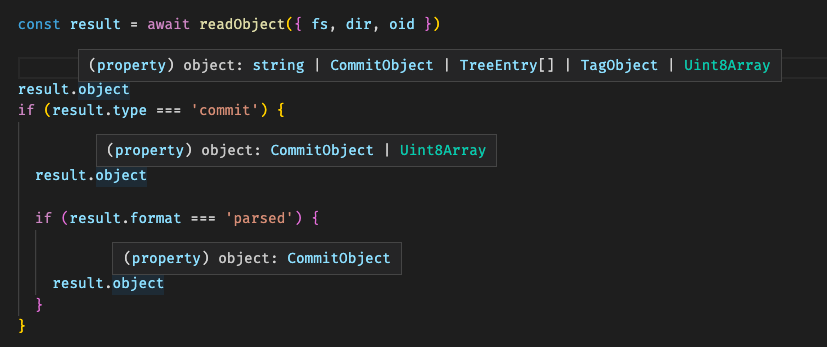 const result = await readObject({ fs, dir, oid })
(property) object: string | CommitObject | TreeEntry[] | TagObject | Uint8Array
result.object
if (result.type === 'commit') {
(property) object: CommitObject | Uint8Array
result.object
if (result.format === 'parsed') {
(property) object: CommitObject
result.object
}
}